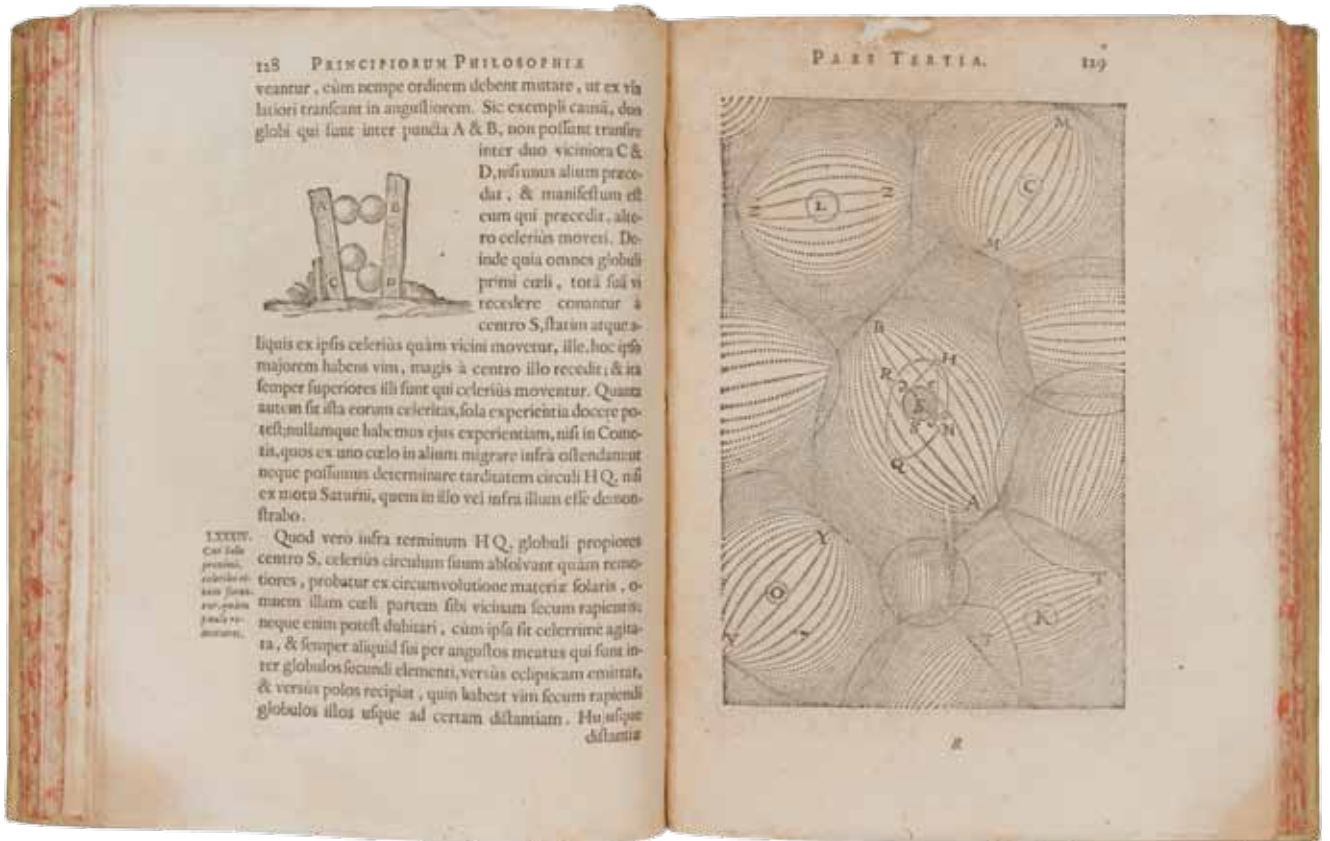 128 PRINCIPIORUM PHILOSOPHIÆ
veantur, cùm nempe ordinem debent mutare, ut ex via
latiori transeant in angustiorem. Sic exempli causâ, duo
globi qui sunt inter puncta A & B, non possunt transire
inter duo viciniora C &
D, nisi unus alium præce-
dat, & manifestum est
eum qui præcedit, alte-
ro celeriùs moveri. De-
inde quia omnes globuli
primi cœli, totâ suâ vi
recedere conantur à
centro S, statim atque a-
liquis ex ipsis celeriùs quàm vicini movetur, ille, hoc ipso
majorem habens vim, magis à centro illo recedit; & ita
semper superiores illi sunt qui celeriùs moventur. Quanta
autem sit ista eorum celeritas, sola experientia docere po-
test; nullamque habemus ejus experientiam, nisi in Come-
tis, quos ex uno cœlo in alium migrare infrà ostendam; nec
neque possumus determinare tarditatem circuli HQ, nisi
ex motu Saturni, quem in illo vel infra illum esse demon-
strabo.
LXXXIV.
Quod vero infra terminum HQ, globuli propiores
centro S, celeriùs circulum suum absolvant quàm remo-
tiores, probatur ex circumvolutione materiæ solaris, o-
mnem illam cœli partem sibi vicinam secum rapientis:
neque enim potest dubitari, cùm ipsa sit celerrime agita-
ta, & semper aliquid sui per angustos meatus qui sunt in-
ter globulos secundi elementi, versùs eclipticam emittat,
& versùs polos recipiat, quin habeat vim secum rapiendi
globulos illos usque ad certam distantiam. Hujusque
distantiæ
A
B
C
D
PARS TERTIA. 119
M
C
M
Z
L
Z
B
H
R
S
N
Q
A
Y
O
T
K